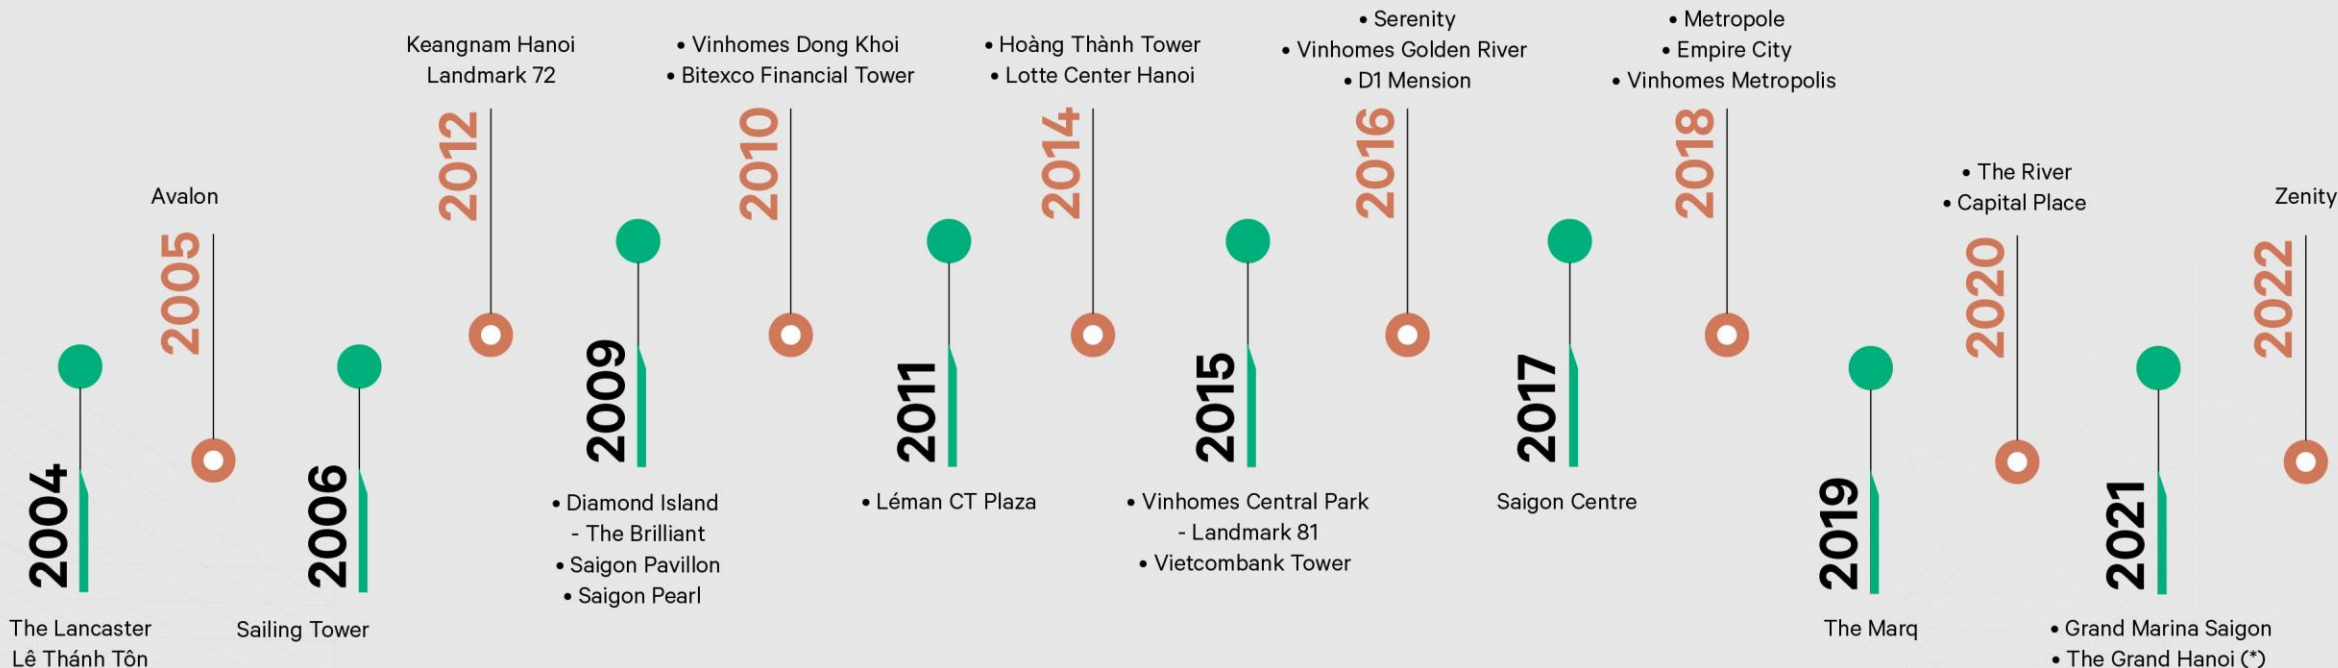 2004
The Lancaster
Lê Thánh Tôn
Avalon
2005
2006
Sailing Tower
Keangnam Hanoi
Landmark 72
2012
2009
• Diamond Island
- The Brilliant
• Saigon Pavillon
• Saigon Pearl
• Vinhomes Dong Khoi
• Bitexco Financial Tower
2010
2011
• Léman CT Plaza
• Hoàng Thành Tower
• Lotte Center Hanoi
2014
2015
• Vinhomes Central Park
- Landmark 81
• Vietcombank Tower
• Serenity
• Vinhomes Golden River
• D1 Mension
2016
2017
Saigon Centre
• Metropole
• Empire City
• Vinhomes Metropolis
2018
2019
The Marq
• The River
• Capital Place
2020
2021
• Grand Marina Saigon
• The Grand Hanoi (*)
Zenity
2022